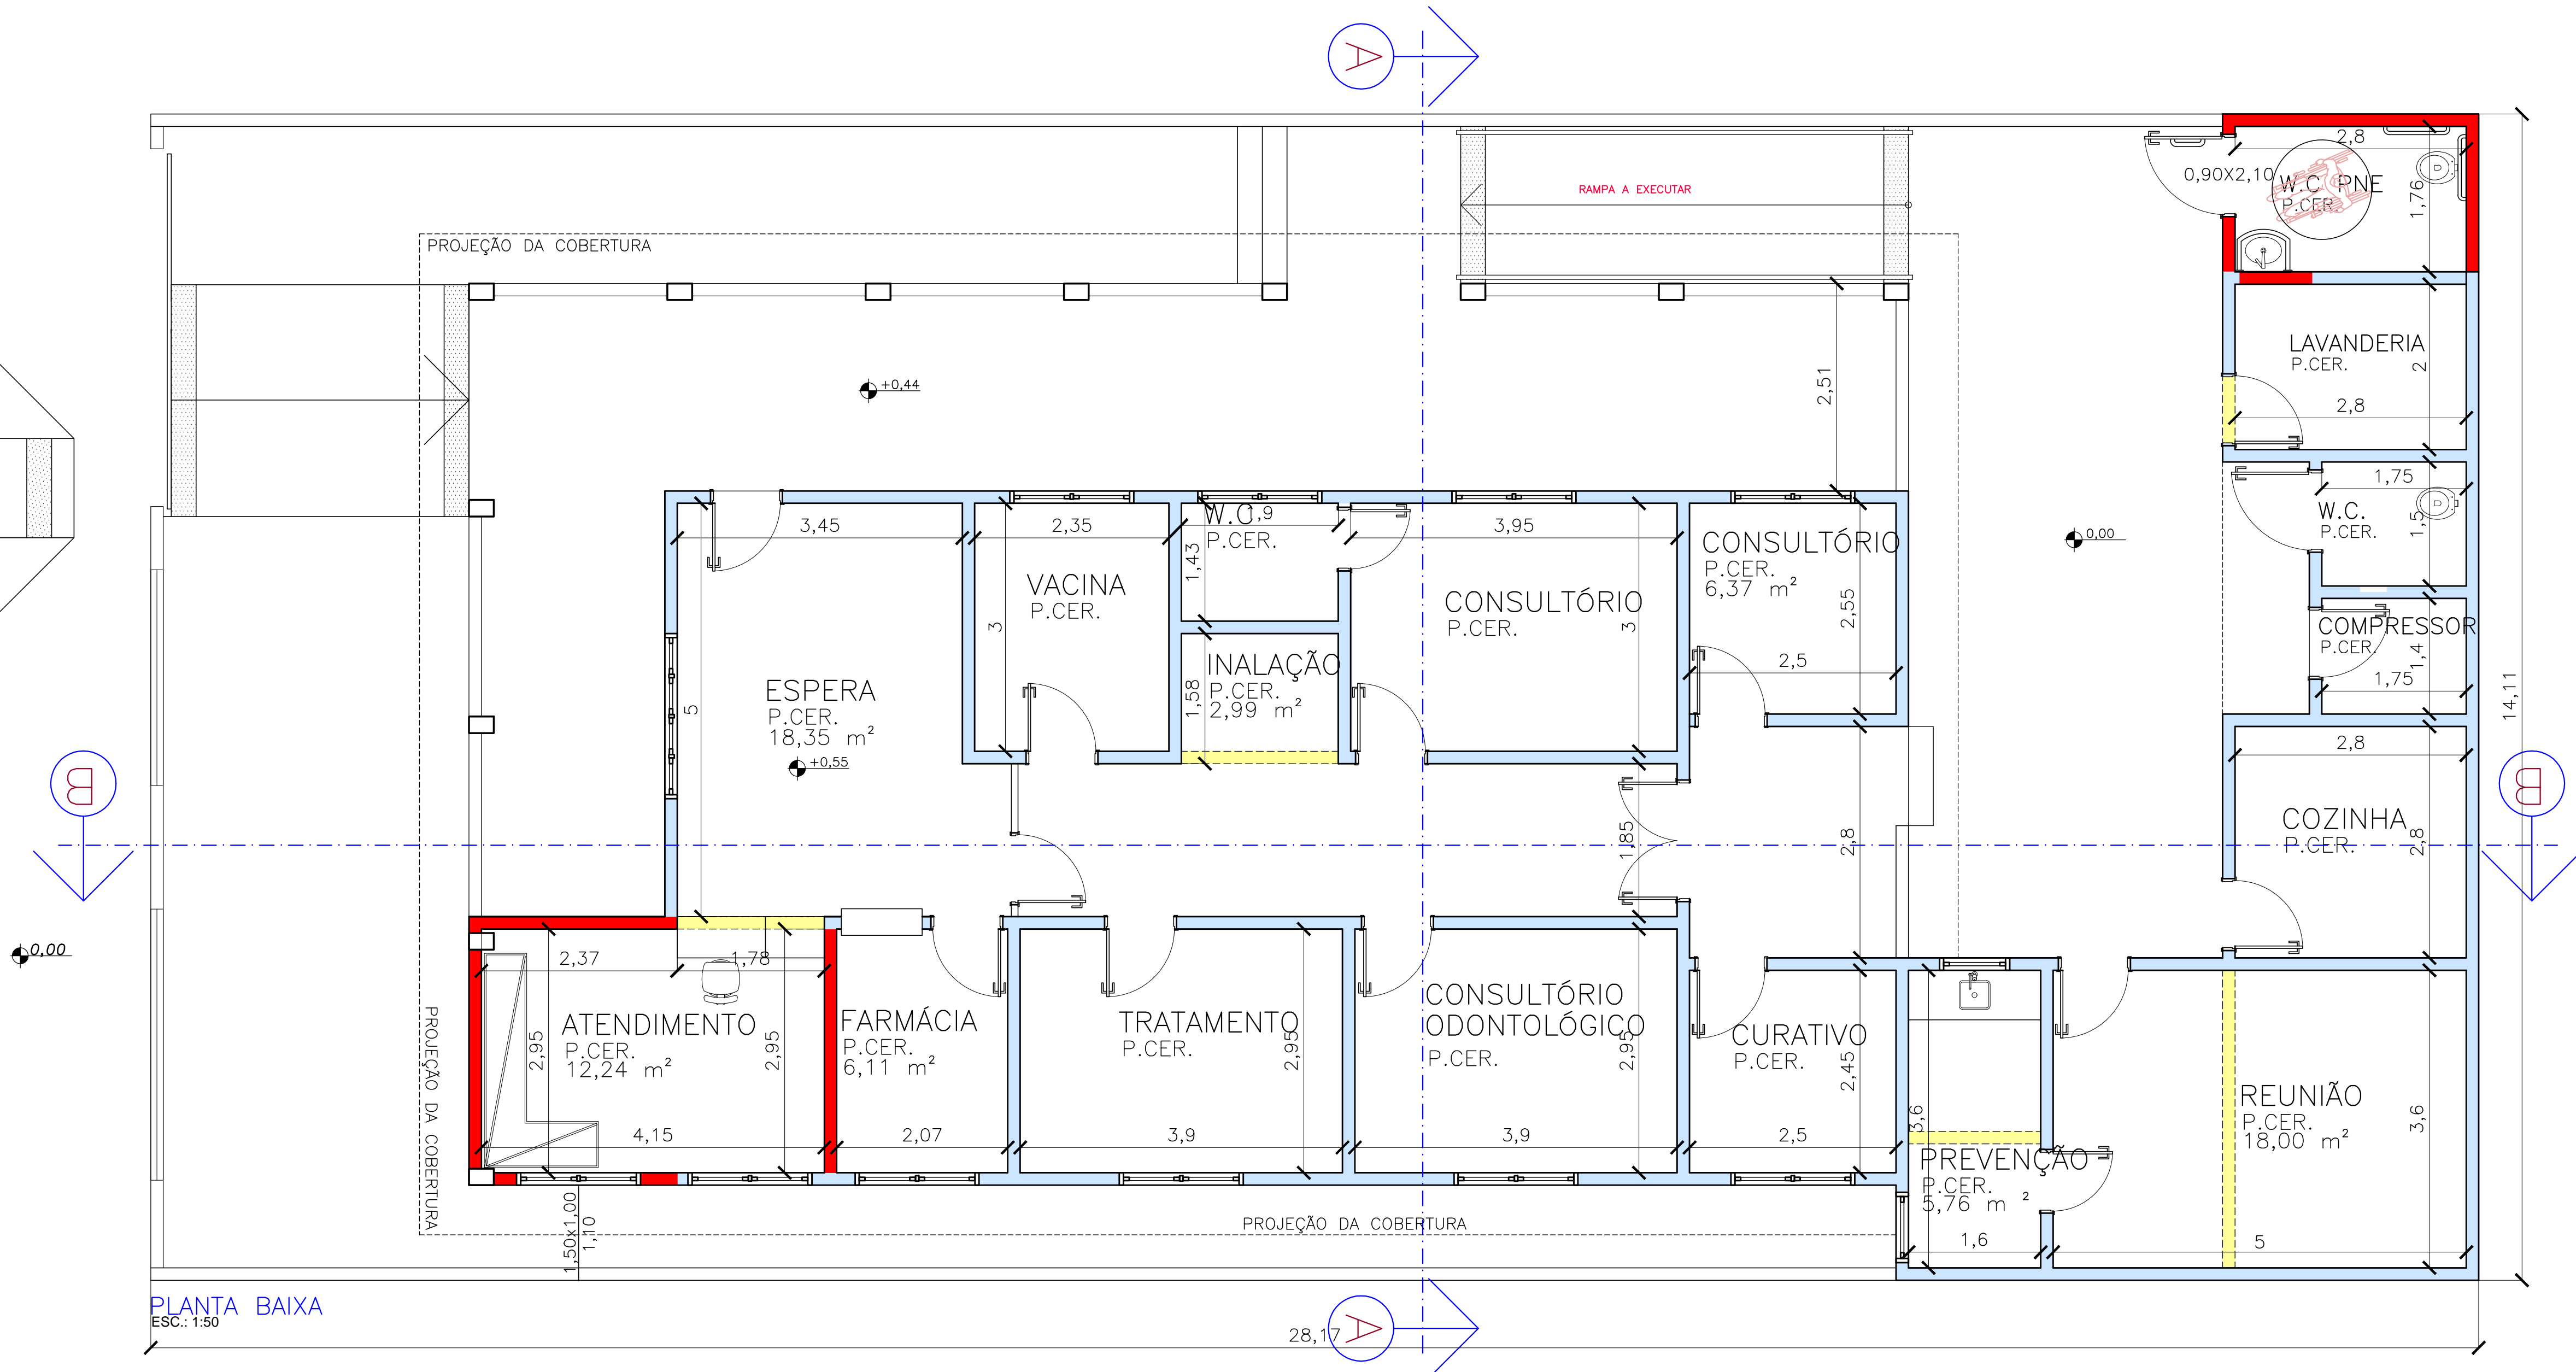 A
2,8
0,90X2,10
W.C PNE
P.CER.
1,76
RAMPA A EXECUTAR
PROJEÇÃO DA COBERTURA
LAVANDERIA
P.CER.
2
2,8
+0,44
2,51
1,75
W.C.
P.CER.
1,5
0,00
3,45
2,35
W.C
1,9
P.CER.
1,43
3,95
CONSULTÓRIO
P.CER.
6,37 m²
2,55
2,5
VACINA
P.CER.
3
CONSULTÓRIO
P.CER.
3
COMPRESSOR
P.CER.
1,4
1,75
INALAÇÃO
P.CER.
2,99 m²
1,58
ESPERA
P.CER.
18,35 m²
5
+0,55
14,11
2,8
B
B
COZINHA
P.CER.
2,8
1,85
2,8
0,00
2,37
1,78
ATENDIMENTO
P.CER.
12,24 m²
2,95
2,95
4,15
FARMÁCIA
P.CER.
6,11 m²
2,07
TRATAMENTO
P.CER.
2,95
3,9
CONSULTÓRIO
ODONTOLÓGICO
P.CER.
2,95
3,9
CURATIVO
P.CER.
2,45
2,5
PREVENÇÃO
P.CER.
5,76 m ²
3,6
1,6
REUNIÃO
P.CER.
18,00 m²
3,6
5
PROJEÇÃO DA COBERTURA
PROJEÇÃO DA COBERTURA
1,50x1,00
1,10
PLANTA BAIXA
ESC.: 1:50
28,17
A